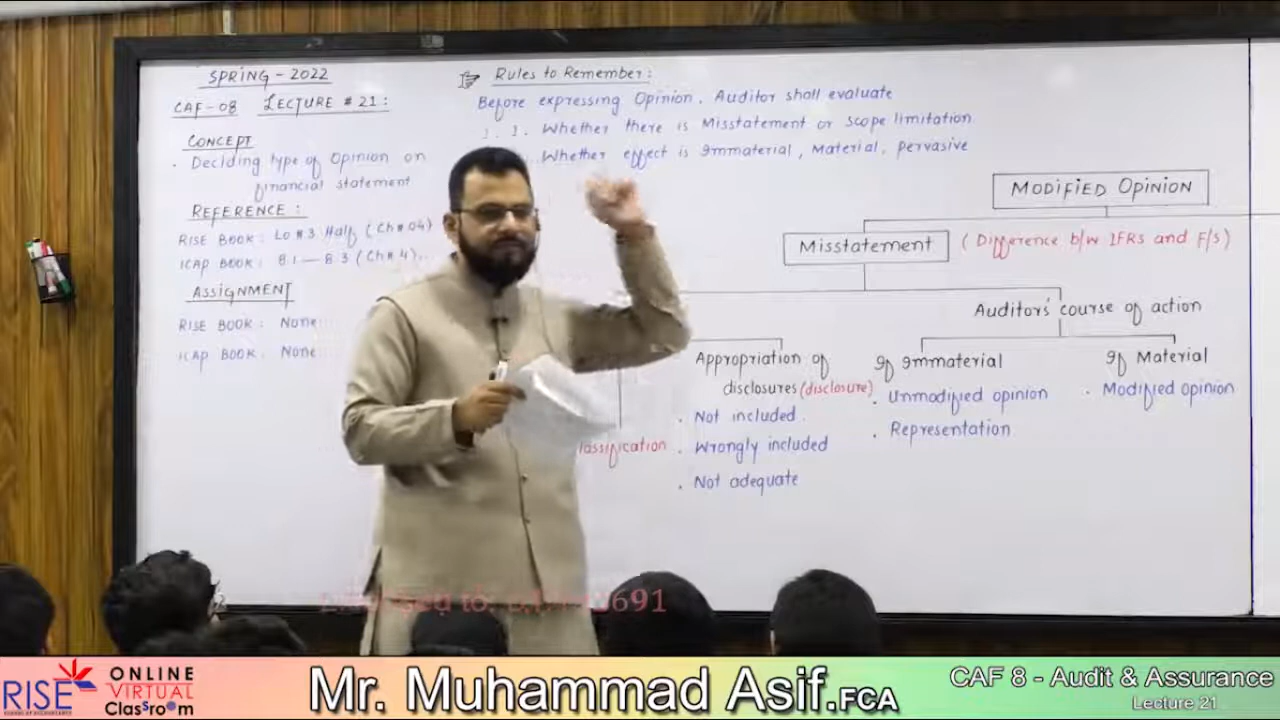 SPRING - 2022
CAF-08 LECTURE # 21:
CONCEPT
. Deciding type of Opinion on
financial statement
REFERENCE:
RISE BOOK: LO#3 Half (Ch#04)
ICAP BOOK: 8.1 — 8.3 (Ch#4)..
ASSIGNMENT
RISE BOOK: None
ICAP BOOK: None
Rules to Remember:
Before expressing Opinion, Auditor shall evaluate
1. Whether there is Misstatement or scope limitation
Whether effect is Immaterial, Material, pervasive
MODIFIED OPINION
Misstatement (Difference b/w IFRs and F/S)
Auditor's course of action
Appropriation of
disclosures (disclosure)
. Not included.
. Wrongly included
. Not adequate
lassification
If Immaterial
. Unmodified opinion
. Representation
If Material
. Modified opinion
691
RISE
ONLINE
VIRTUAL
Classroom
Mr. Muhammad Asif.FCA
CAF 8 - Audit & Assurance
Lecture 21